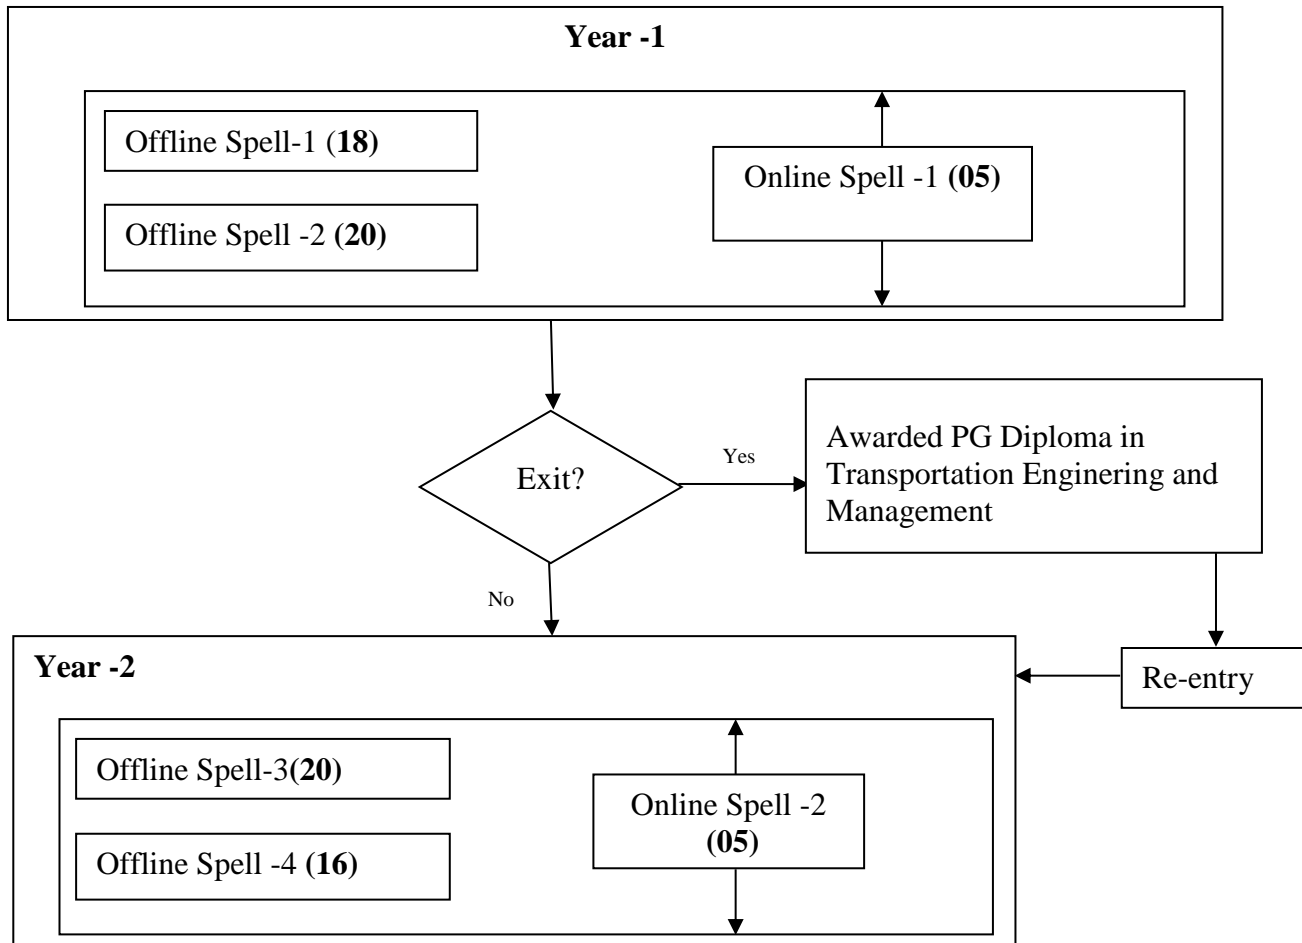 Year -1
Offline Spell-1 (18)
Online Spell -1 (05)
Offline Spell -2 (20)
Exit?
Yes
Awarded PG Diploma in
Transportation Enginering and
Management
No
Year -2
Re-entry
Offline Spell-3(20)
Online Spell -2
(05)
Offline Spell -4 (16)